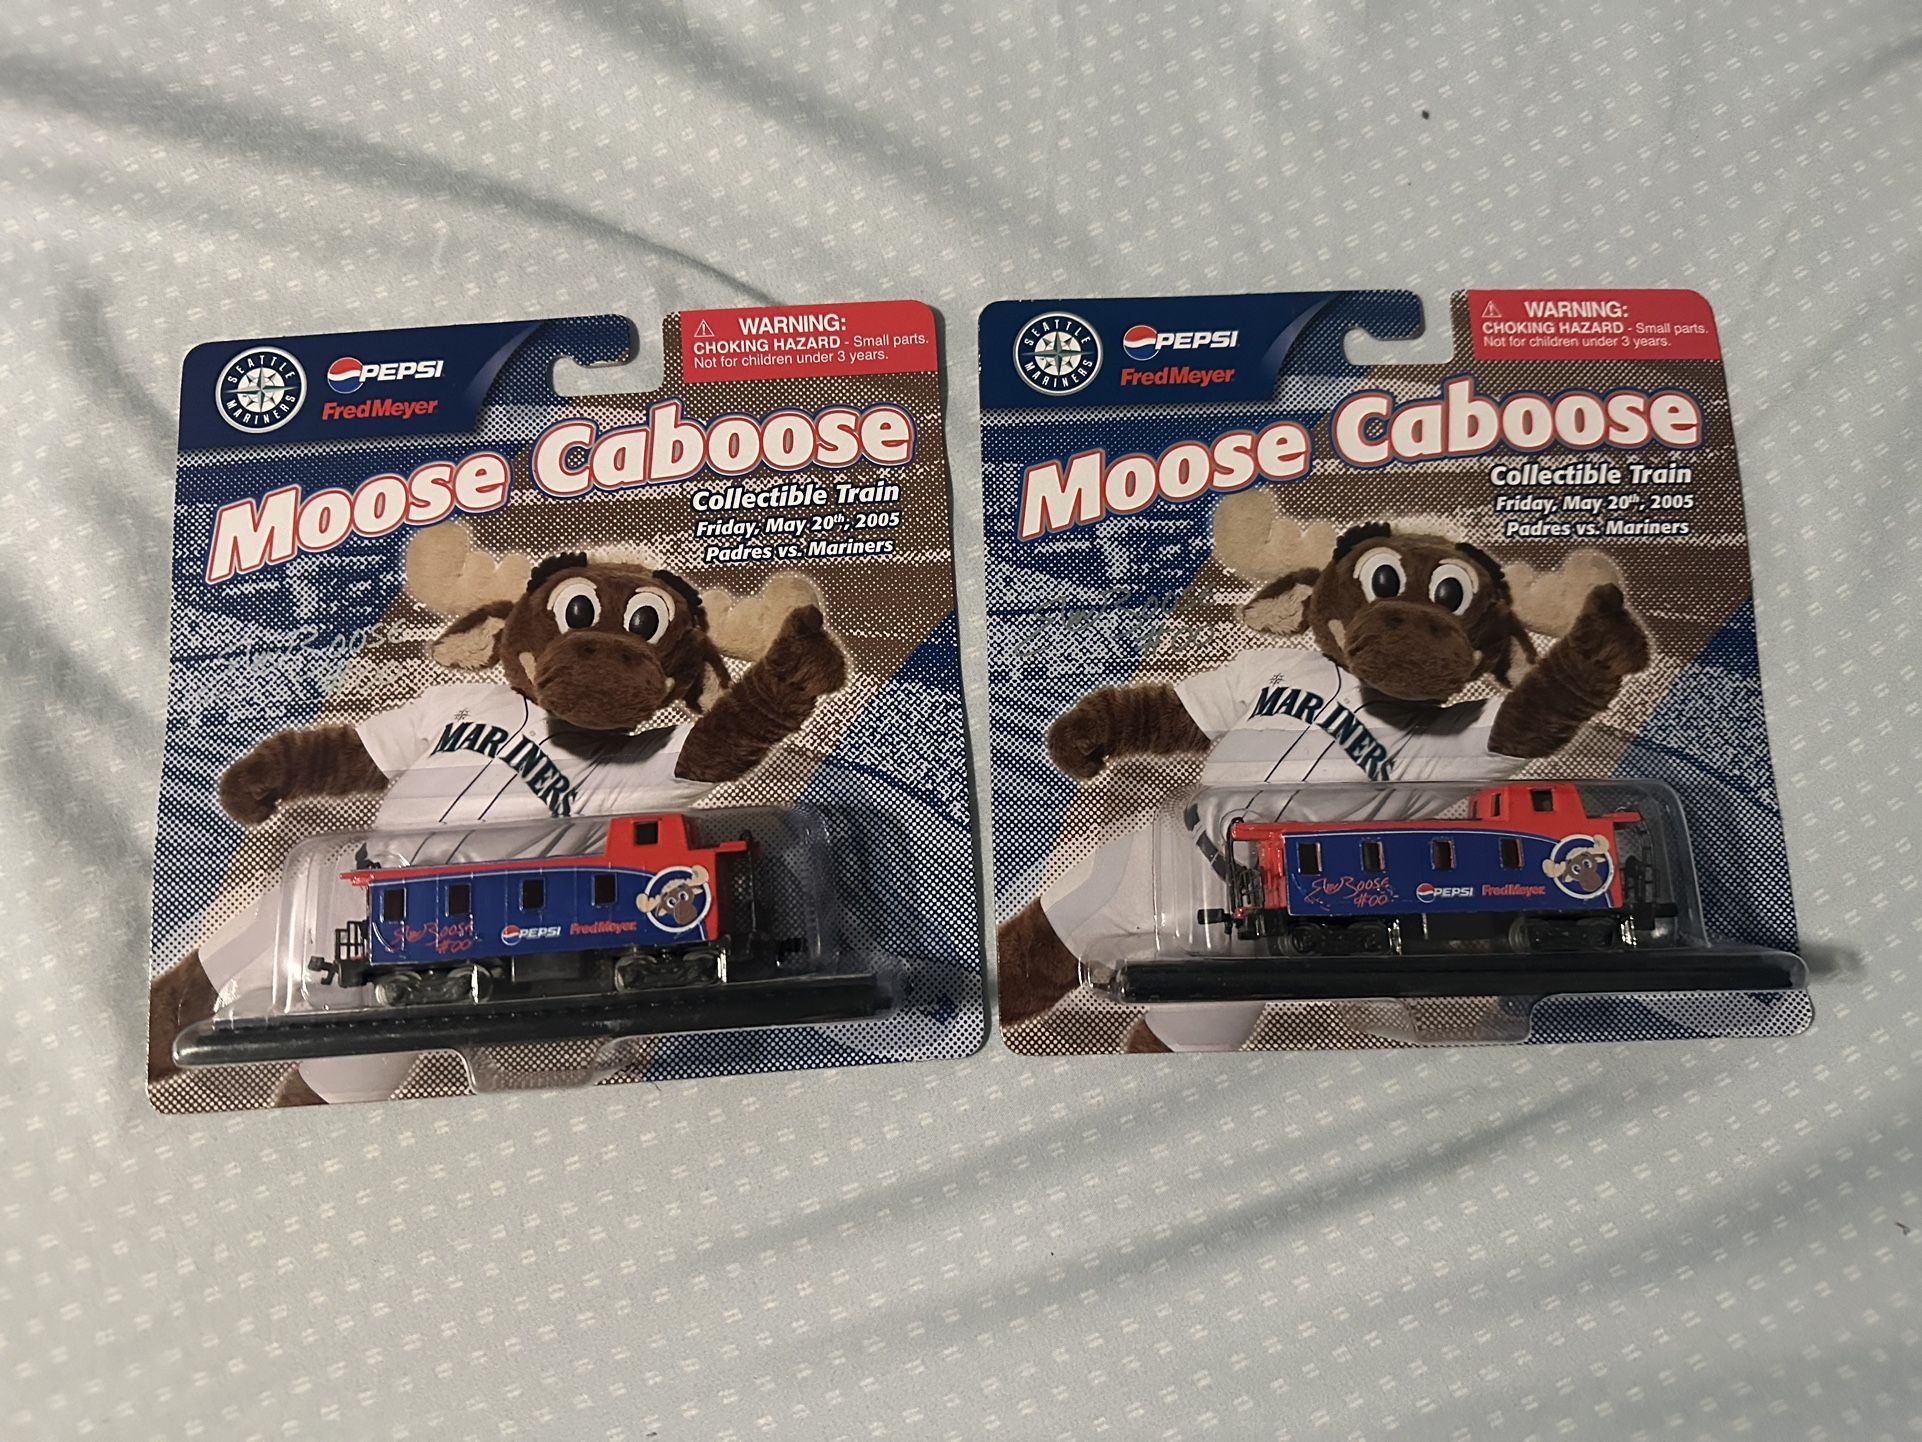 SEATTLE MARINERS
PEPSI
FredMeyer
WARNING:
CHOKING HAZARD - Small parts.
Not for children under 3 years.
Moose Caboose
Collectible Train
Friday, May 20th, 2005
Padres vs. Mariners
MARINERS
#00
PEPSI FredMeyer
SEATTLE MARINERS
PEPSI
FredMeyer
WARNING:
CHOKING HAZARD - Small parts.
Not for children under 3 years.
Moose Caboose
Collectible Train
Friday, May 20th, 2005
Padres vs. Mariners
#00
MARINERS
#00
PEPSI FredMeyer